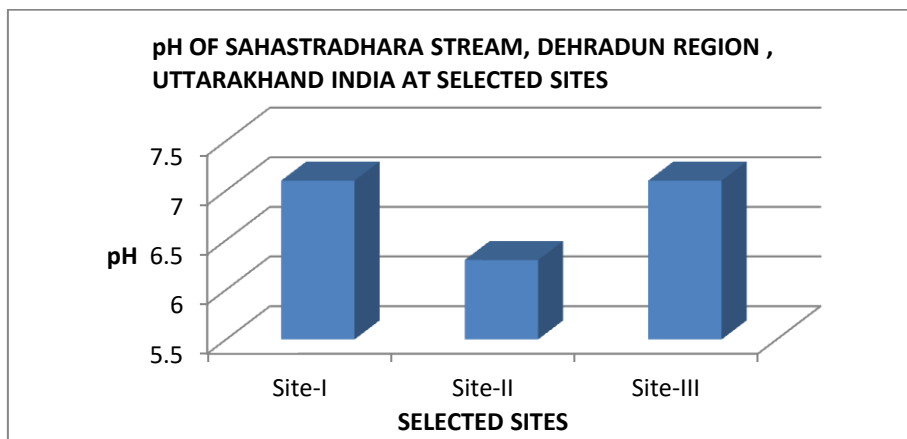 pH OF SAHASTRADHARA STREAM, DEHRADUN REGION ,
UTTARAKHAND INDIA AT SELECTED SITES
7.5
7
pH 6.5
6
5.5
Site-I Site-II Site-III
SELECTED SITES